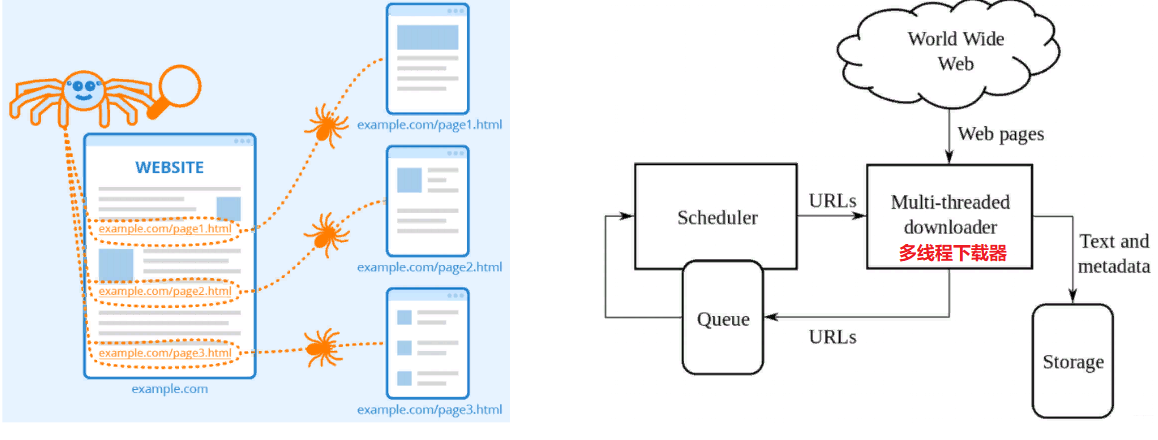 WEBSITE
example.com/page1.html
example.com/page2.html
example.com/page3.html
example.com
example.com/page1.html
example.com/page2.html
example.com/page3.html
World Wide
Web
Web pages
Scheduler
URLs
Multi-threaded
downloader
多线程下载器
Text and
metadata
Queue
URLs
Storage